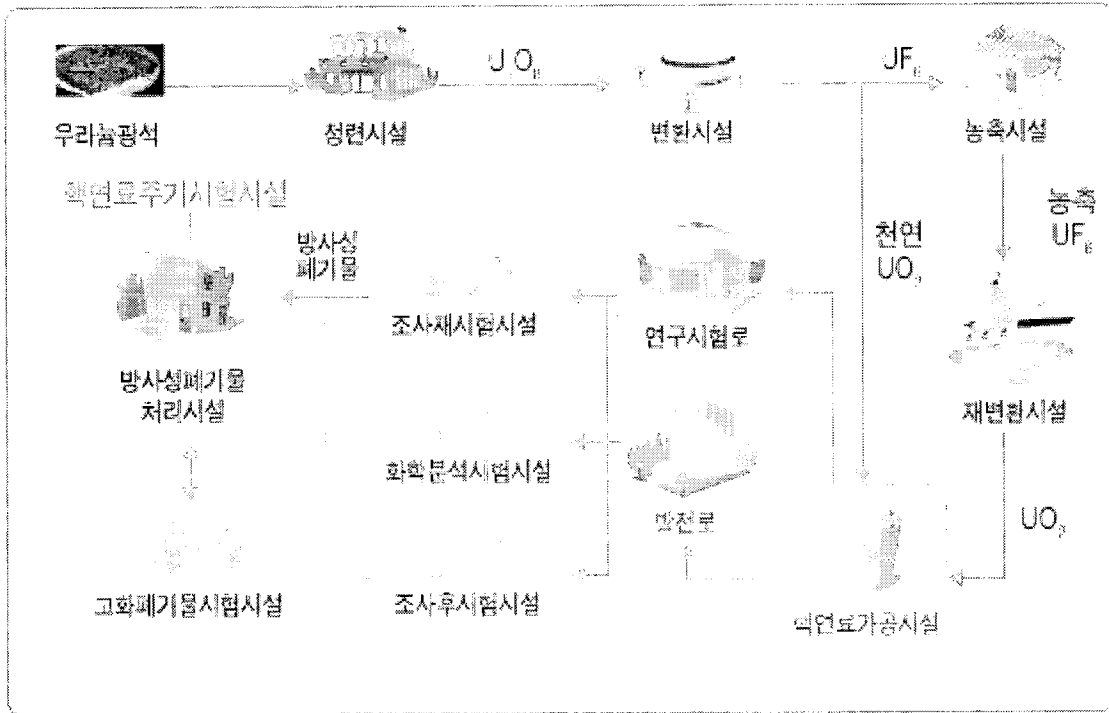 U₃O₈
UF₆
우라늄광석
정련시설
변환시설
농축시설
핵연료주기시험시설
방사성
폐기물
천연
UO₂
농축
UF₆
조사재시험시설
연구시험로
방사성폐기물
처리시설
재변환시설
화학분석시험시설
발전로
UO₂
고화폐기물시험시설
조사후시험시설
핵연료가공시설